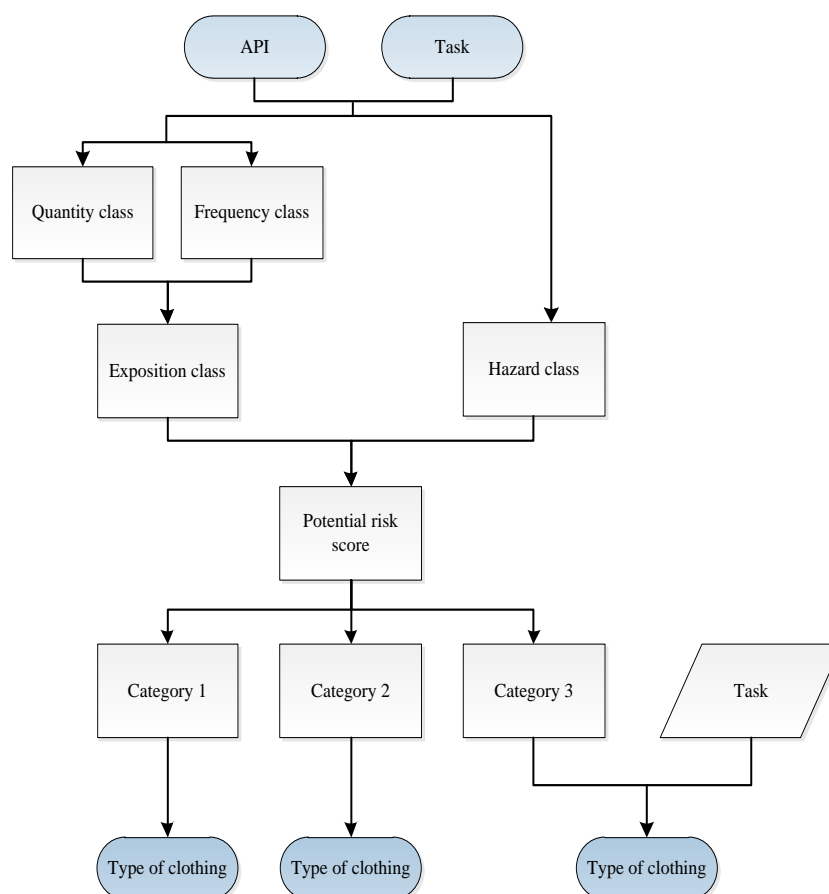 API
Task
Quantity class
Frequency class
Exposition class
Hazard class
Potential risk
score
Category 1
Category 2
Category 3
Task
Type of clothing
Type of clothing
Type of clothing